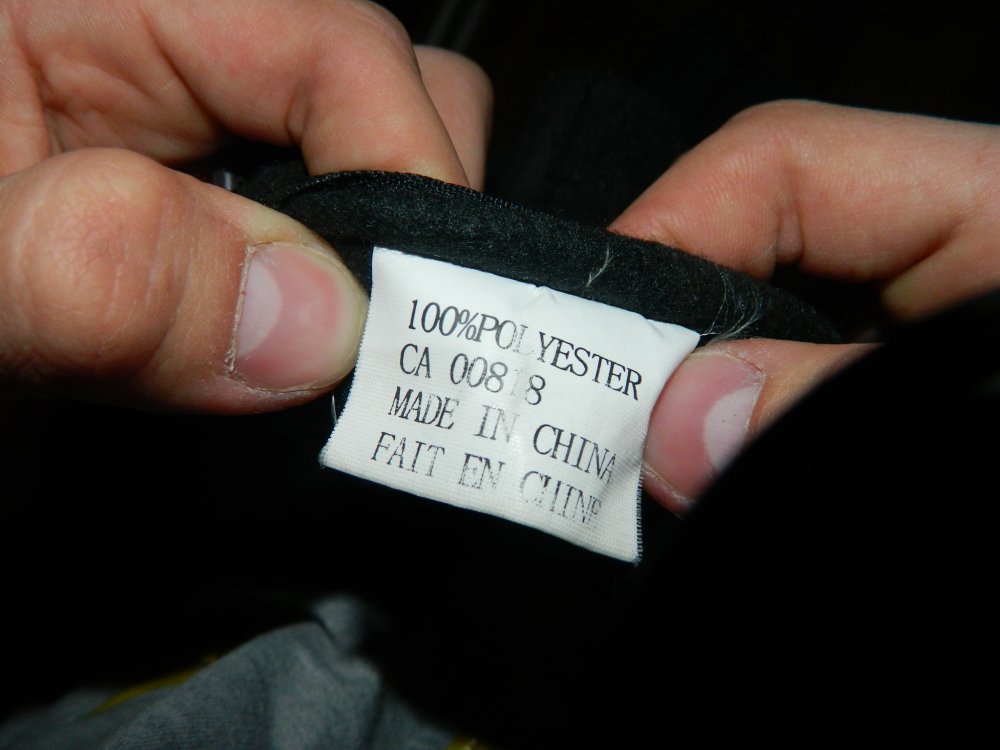 100%POLYESTER
CA 00818
MADE IN CHINA
FAIT EN CHINE